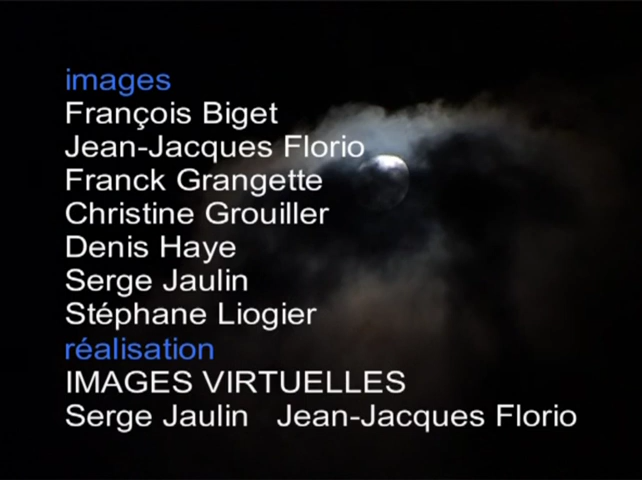 images
François Biget
Jean-Jacques Florio
Franck Grangette
Christine Grouiller
Denis Haye
Serge Jaulin
Stéphane Liogier
réalisation
IMAGES VIRTUELLES
Serge Jaulin Jean-Jacques Florio